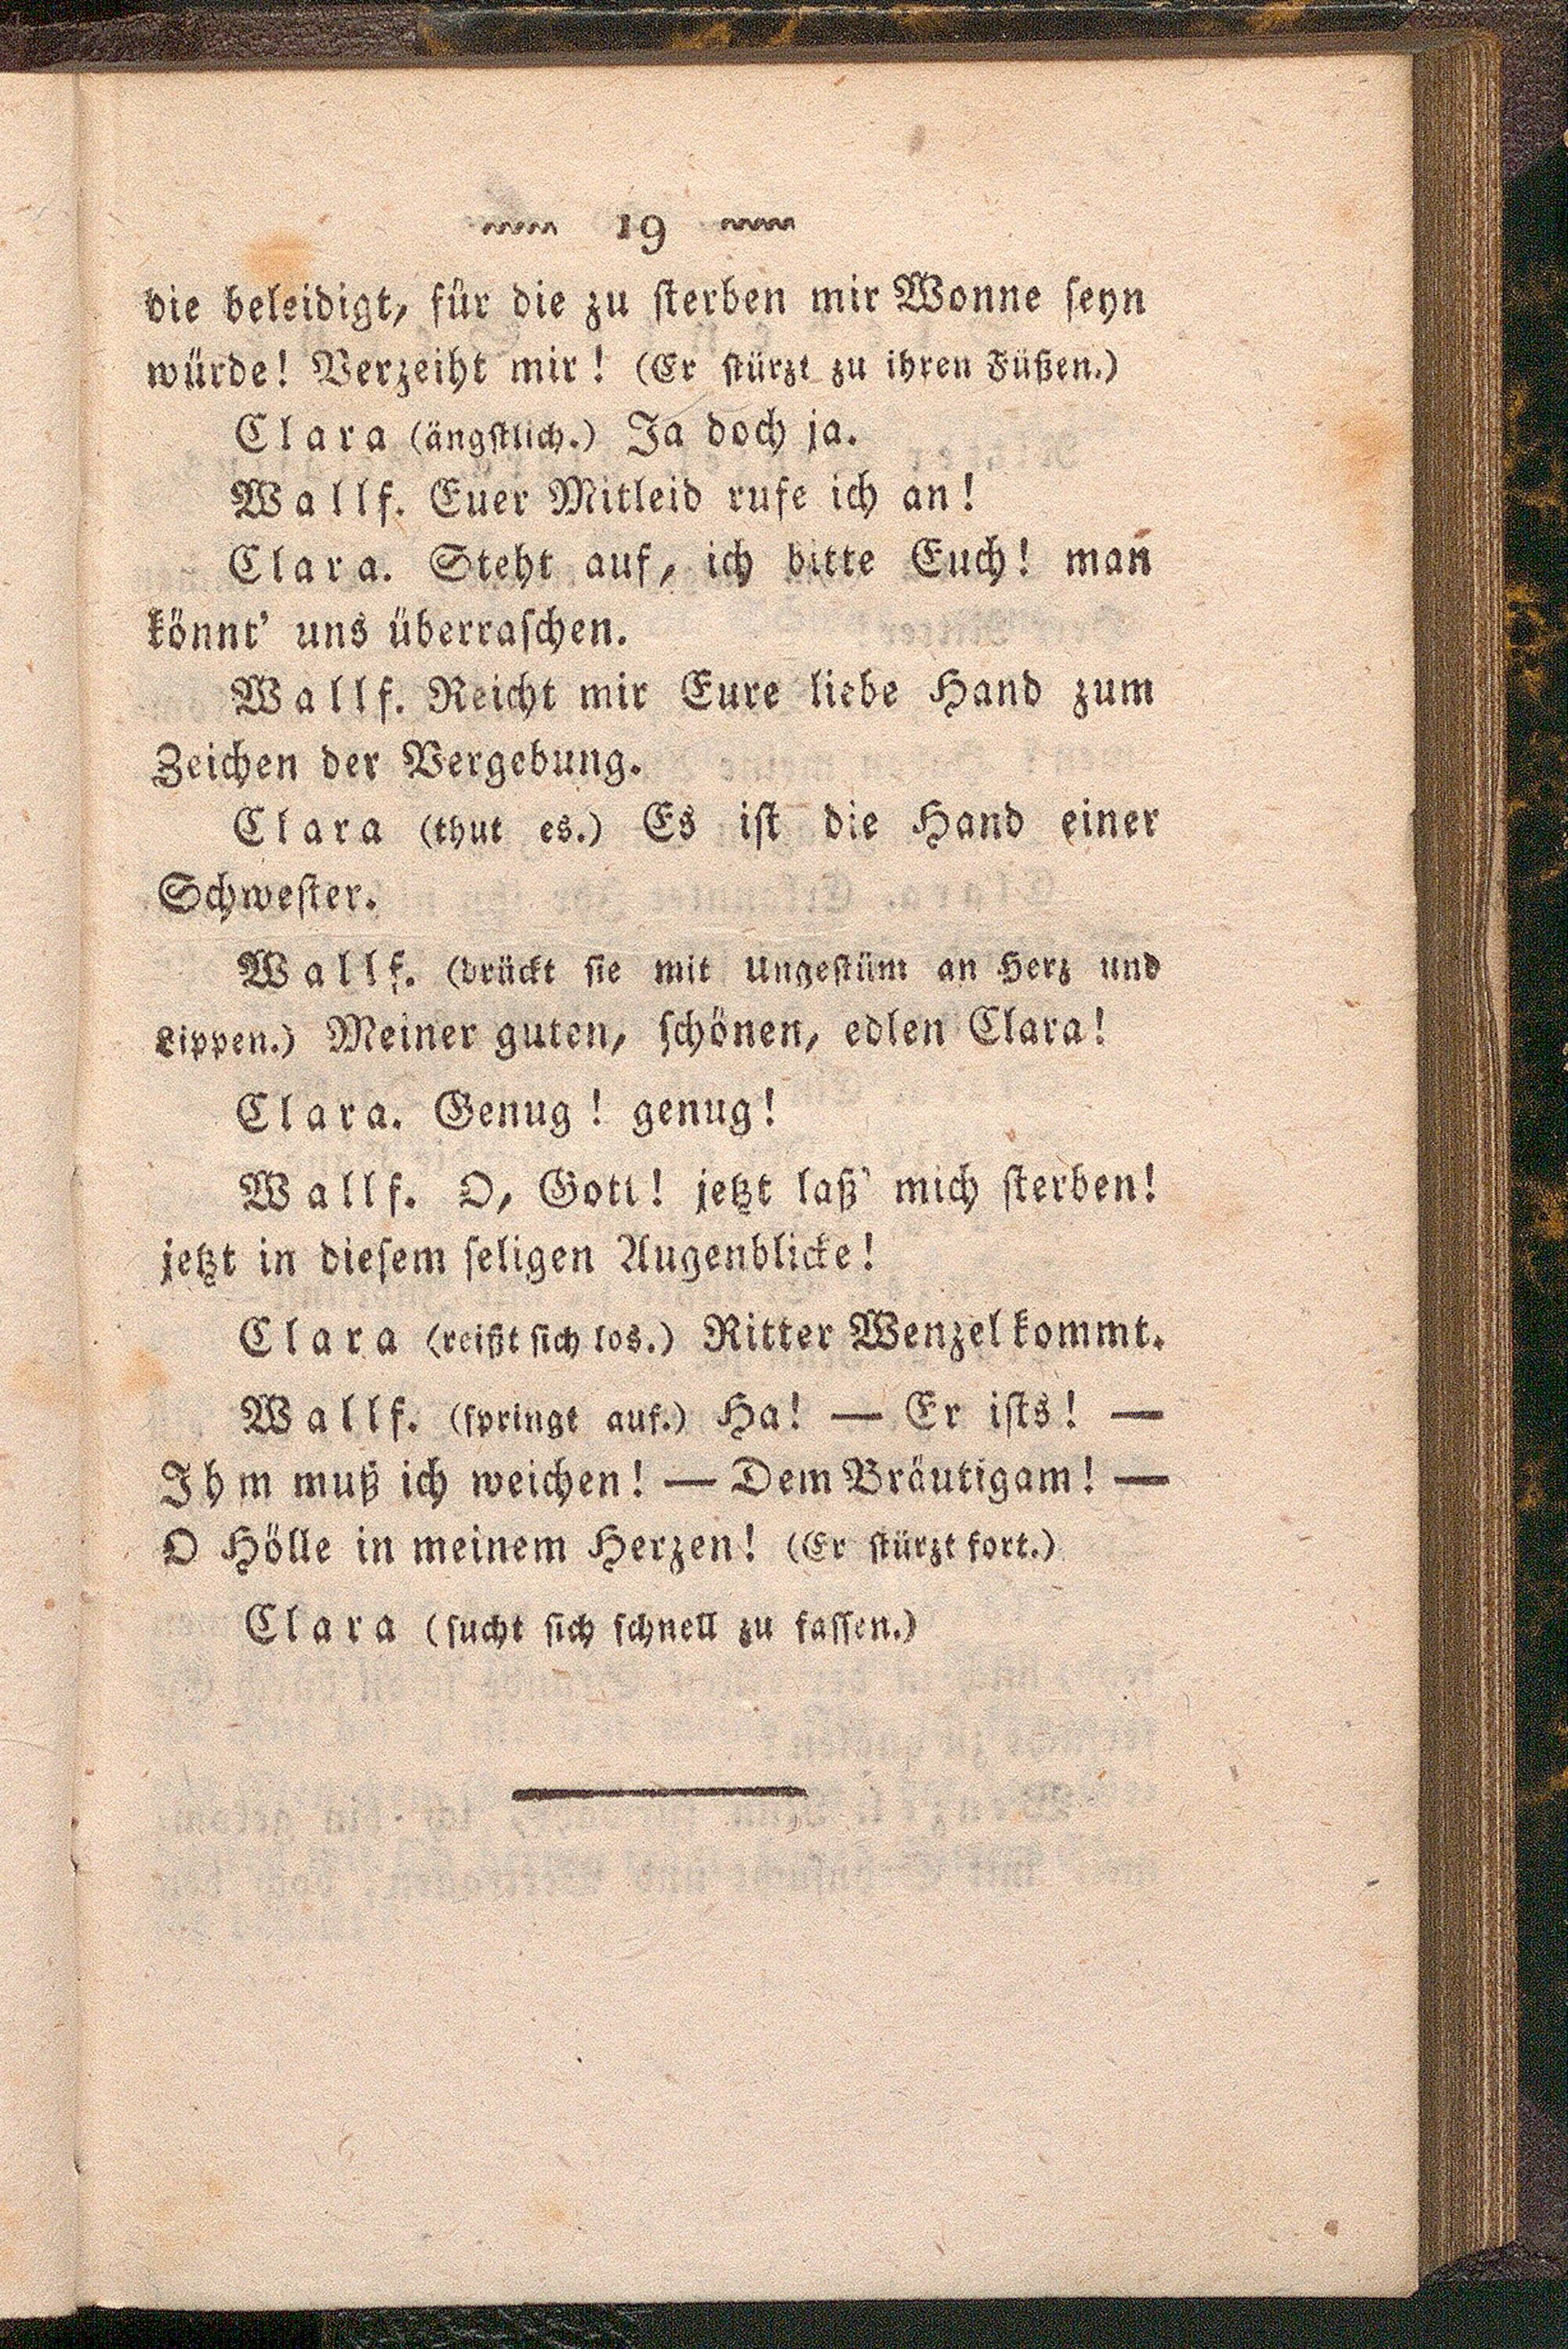 19
die beleidigt, für die zu ſterben mir Wonne ſeyn
würde! Verzeiht mir! (Er ſtürzt zu ihren Füßen.)
Clara (ängſtlich.) Ja doch ja.
Wallf. Euer Mitleid rufe ich an!
Clara. Steht auf, ich bitte Euch! man
könnt' uns überraſchen.
Wallf. Reicht mir Eure liebe Hand zum
Zeichen der Vergebung.
Clara (thut es.) Es iſt die Hand einer
Schweſter.
Wallf. (drückt ſie mit Ungeſtüm an Herz und
Lippen.) Meiner guten, ſchönen, edlen Clara!
Clara. Genug! genug!
Wallf. O, Gott! jetzt laß' mich ſterben!
jetzt in dieſem ſeligen Augenblicke!
Clara (reißt ſich los.) Ritter Wenzel kommt.
Wallf. (ſpringt auf.) Ha! — Er iſts! —
Ihm muß ich weichen! — Dem Bräutigam! —
O Hölle in meinem Herzen! (Er ſtürzt fort.)
Clara (ſucht ſich ſchnell zu faſſen.)